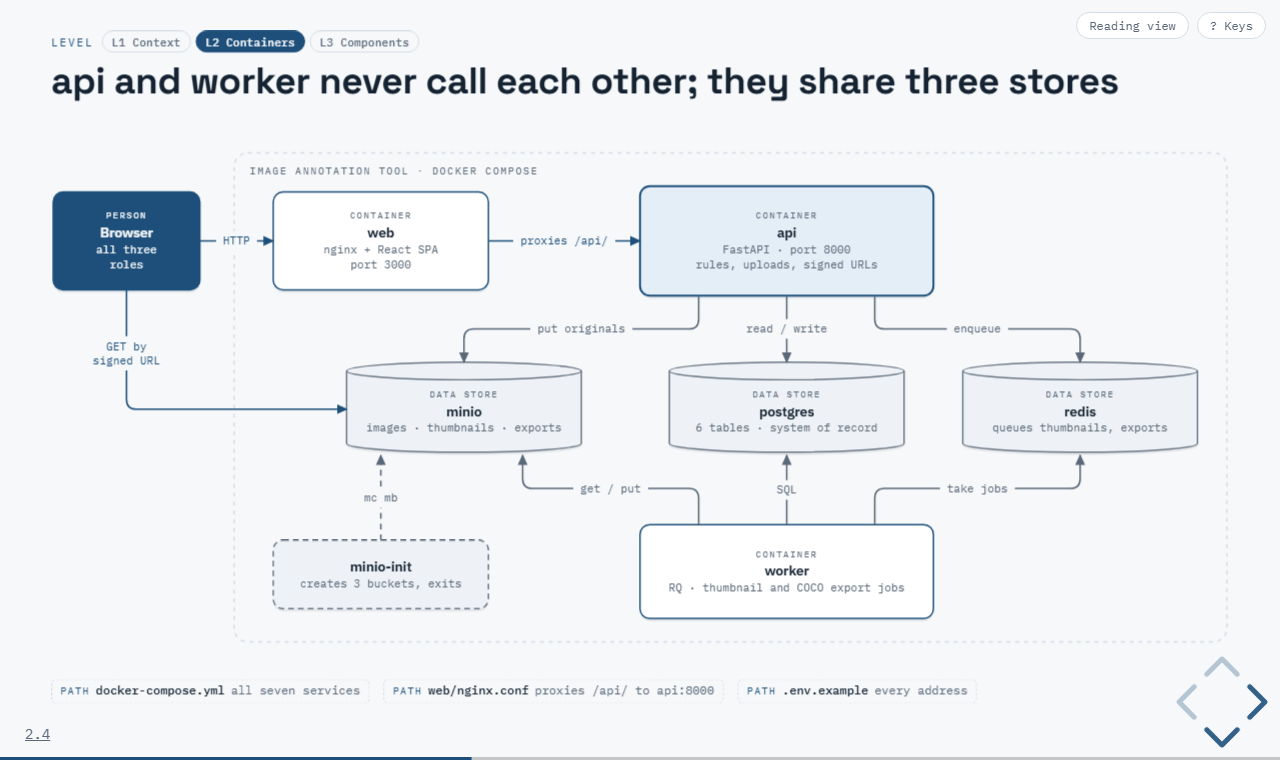 Reading view
? Keys
LEVEL L1 Context L2 Containers L3 Components
api and worker never call each other; they share three stores
IMAGE ANNOTATION TOOL · DOCKER COMPOSE
PERSON
Browser
all three
roles
HTTP
CONTAINER
web
nginx + React SPA
port 3000
proxies /api/
CONTAINER
api
FastAPI · port 8000
rules, uploads, signed URLs
GET by
signed URL
put originals
read / write
enqueue
DATA STORE
minio
images · thumbnails · exports
DATA STORE
postgres
6 tables · system of record
DATA STORE
redis
queues thumbnails, exports
mc mb
get / put
SQL
take jobs
minio-init
creates 3 buckets, exits
CONTAINER
worker
RQ · thumbnail and COCO export jobs
PATH docker-compose.yml all seven services
PATH web/nginx.conf proxies /api/ to api:8000
PATH .env.example every address
2.4